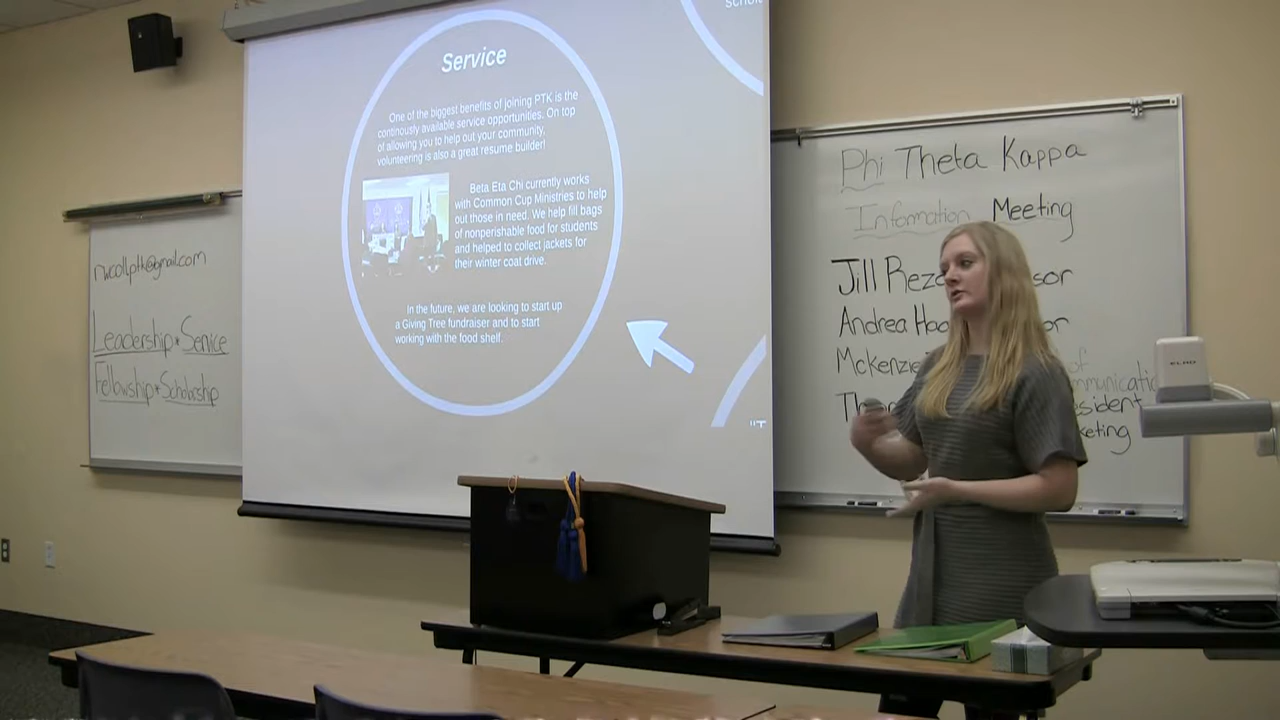 Service
One of the biggest benefits of joining PTK is the
continously available service opportunities. On top
of allowing you to help out your community,
volunteering is also a great resume builder!
Beta Eta Chi currently works
with Common Cup Ministries to help
out those in need. We help fill bags
of nonperishable food for students
and helped to collect jackets for
their winter coat drive.
In the future, we are looking to start up
a Giving Tree fundraiser and to start
working with the food shelf.
nwcollptk@gmail.com
Leadership * Service
Fellowship * Scholarship
Phi Theta Kappa
Information Meeting
Jill
Andrea
Mckenzie
of
keting
ELMO